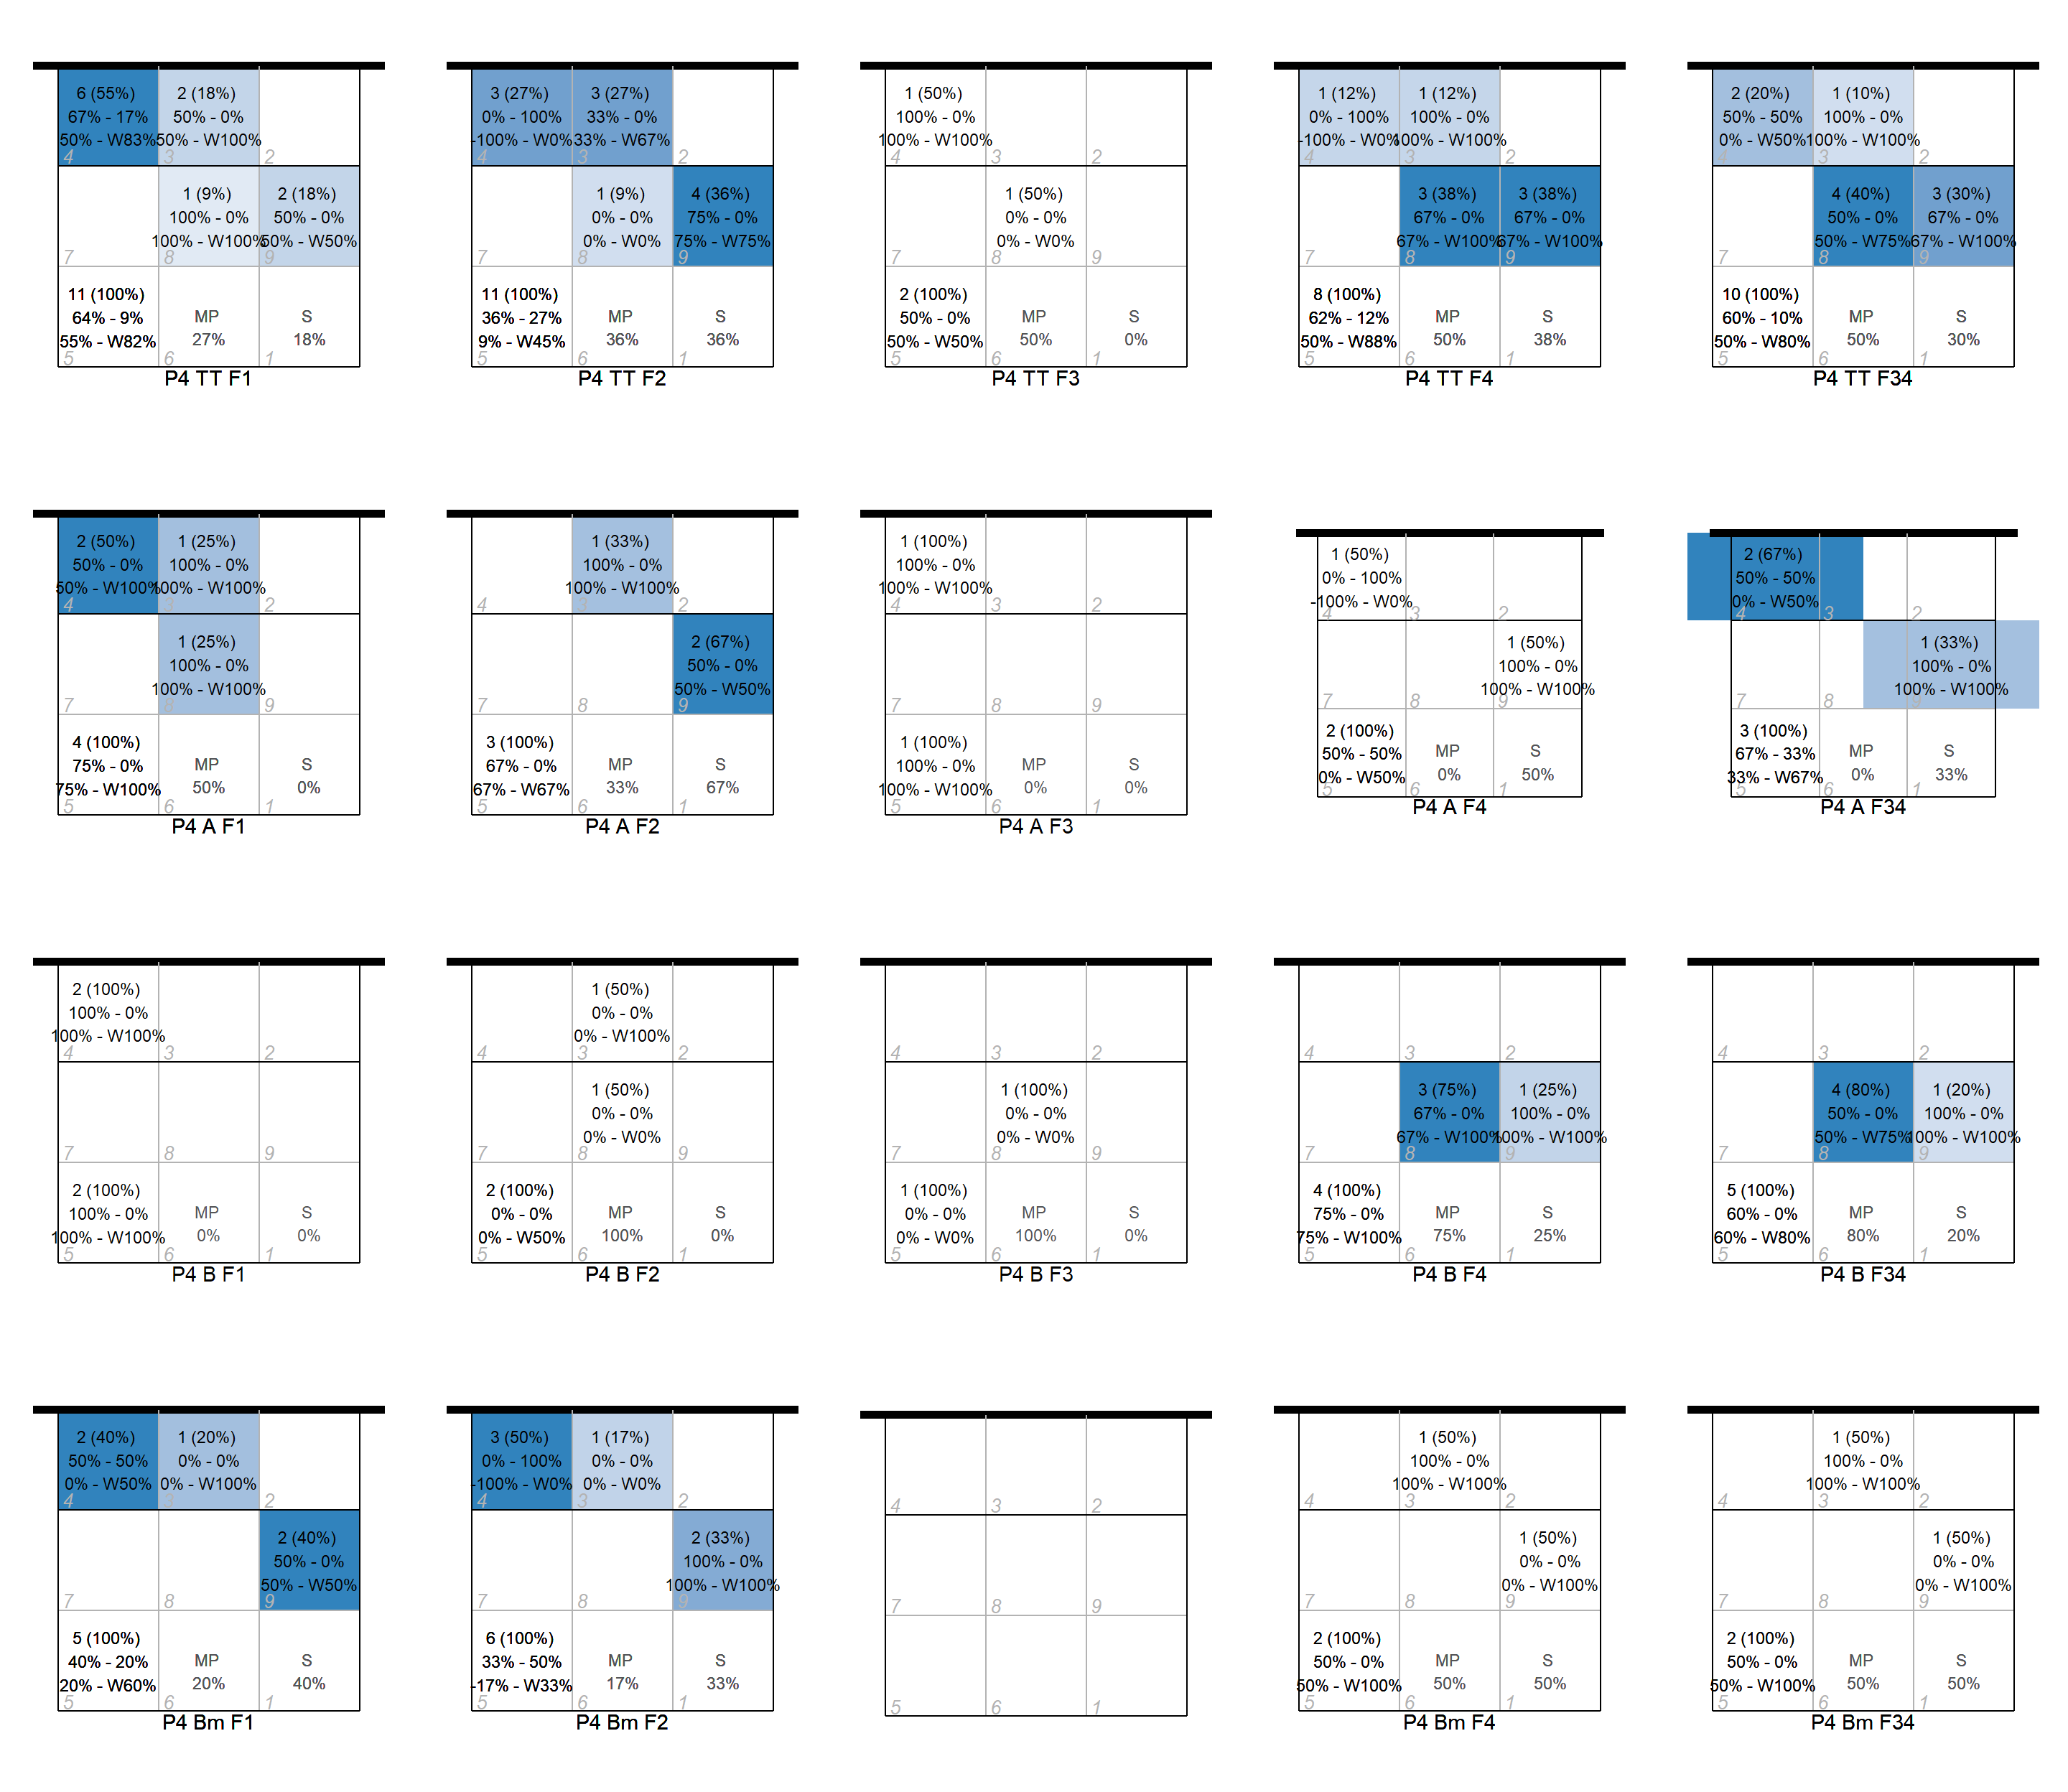 6 (55%)
67% - 17%
50% - W83%
4
2 (18%)
50% - 0%
50% - W100%
3
2
7
1 (9%)
100% - 0%
100% - W100%
8
2 (18%)
50% - 0%
50% - W50%
9
11 (100%)
64% - 9%
55% - W82%
5
MP
27%
6
S
18%
1
P4 TT F1
3 (27%)
0% - 100%
-100% - W0%
4
3 (27%)
33% - 0%
33% - W67%
3
2
7
1 (9%)
0% - 0%
0% - W0%
8
4 (36%)
75% - 0%
75% - W75%
9
11 (100%)
36% - 27%
9% - W45%
5
MP
36%
6
S
36%
1
P4 TT F2
1 (50%)
100% - 0%
100% - W100%
4
3
2
7
1 (50%)
0% - 0%
0% - W0%
8
9
2 (100%)
50% - 0%
50% - W50%
5
MP
50%
6
S
0%
1
P4 TT F3
1 (12%)
0% - 100%
-100% - W0%
4
1 (12%)
100% - 0%
100% - W100%
3
2
7
3 (38%)
67% - 0%
67% - W100%
8
3 (38%)
67% - 0%
67% - W100%
9
8 (100%)
62% - 12%
50% - W88%
5
MP
50%
6
S
38%
1
P4 TT F4
2 (20%)
50% - 50%
0% - W50%
4
1 (10%)
100% - 0%
100% - W100%
3
2
7
4 (40%)
50% - 0%
50% - W75%
8
3 (30%)
67% - 0%
67% - W100%
9
10 (100%)
60% - 10%
50% - W80%
5
MP
50%
6
S
30%
1
P4 TT F34
2 (50%)
50% - 0%
50% - W100%
4
1 (25%)
100% - 0%
100% - W100%
3
2
7
1 (25%)
100% - 0%
100% - W100%
8
9
4 (100%)
75% - 0%
75% - W100%
5
MP
50%
6
S
0%
1
P4 A F1
4
1 (33%)
100% - 0%
100% - W100%
3
2
7
8
2 (67%)
50% - 0%
50% - W50%
9
3 (100%)
67% - 0%
67% - W67%
5
MP
33%
6
S
67%
1
P4 A F2
1 (100%)
100% - 0%
100% - W100%
4
3
2
7
8
9
1 (100%)
100% - 0%
100% - W100%
5
MP
0%
6
S
0%
1
P4 A F3
1 (50%)
0% - 100%
-100% - W0%
4
3
2
7
8
1 (50%)
100% - 0%
100% - W100%
9
2 (100%)
50% - 50%
0% - W50%
5
MP
0%
6
S
50%
1
P4 A F4
2 (67%)
50% - 50%
0% - W50%
4
3
2
7
8
1 (33%)
100% - 0%
100% - W100%
9
3 (100%)
67% - 33%
33% - W67%
5
MP
0%
6
S
33%
1
P4 A F34
2 (100%)
100% - 0%
100% - W100%
4
3
2
7
8
9
2 (100%)
100% - 0%
100% - W100%
5
MP
0%
6
S
0%
1
P4 B F1
4
1 (50%)
0% - 0%
0% - W100%
3
2
7
1 (50%)
0% - 0%
0% - W0%
8
9
2 (100%)
0% - 0%
0% - W50%
5
MP
100%
6
S
0%
1
P4 B F2
4
3
2
7
1 (100%)
0% - 0%
0% - W0%
8
9
1 (100%)
0% - 0%
0% - W0%
5
MP
100%
6
S
0%
1
P4 B F3
4
3
2
7
3 (75%)
67% - 0%
67% - W100%
8
1 (25%)
100% - 0%
100% - W100%
9
4 (100%)
75% - 0%
75% - W100%
5
MP
75%
6
S
25%
1
P4 B F4
4
3
2
7
4 (80%)
50% - 0%
50% - W75%
8
1 (20%)
100% - 0%
100% - W100%
9
5 (100%)
60% - 0%
60% - W80%
5
MP
80%
6
S
20%
1
P4 B F34
2 (40%)
50% - 50%
0% - W50%
4
1 (20%)
0% - 0%
0% - W100%
3
2
7
8
2 (40%)
50% - 0%
50% - W50%
9
5 (100%)
40% - 20%
20% - W60%
5
MP
20%
6
S
40%
1
P4 Bm F1
3 (50%)
0% - 100%
-100% - W0%
4
1 (17%)
0% - 0%
0% - W0%
3
2
7
8
2 (33%)
100% - 0%
100% - W100%
9
6 (100%)
33% - 50%
-17% - W33%
5
MP
17%
6
S
33%
1
P4 Bm F2
4
3
2
7
8
9
5
6
1
4
1 (50%)
100% - 0%
100% - W100%
3
2
7
8
1 (50%)
0% - 0%
0% - W100%
9
2 (100%)
50% - 0%
50% - W100%
5
MP
50%
6
S
50%
1
P4 Bm F4
4
1 (50%)
100% - 0%
100% - W100%
3
2
7
8
1 (50%)
0% - 0%
0% - W100%
9
2 (100%)
50% - 0%
50% - W100%
5
MP
50%
6
S
50%
1
P4 Bm F34